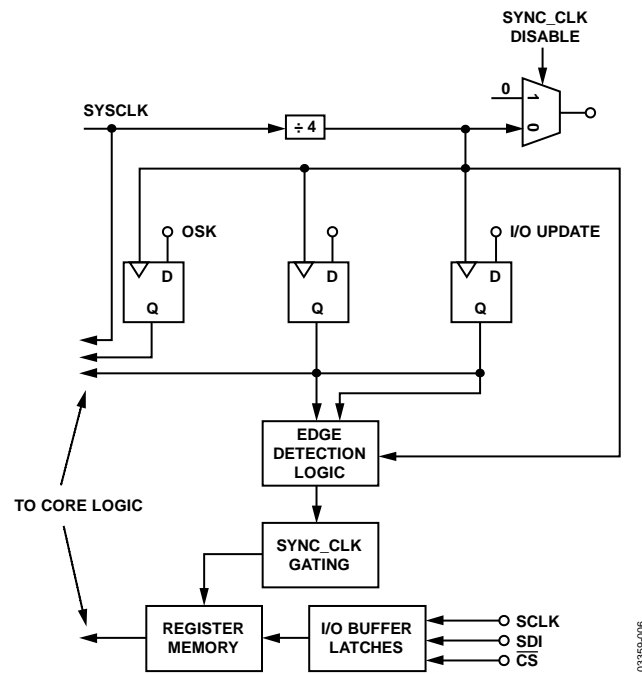 SYNC_CLK
DISABLE
0
1
SYSCLK
÷ 4
0
OSK
I/O UPDATE
D
Q
D
Q
D
Q
EDGE
DETECTION
LOGIC
TO CORE LOGIC
SYNC_CLK
GATING
REGISTER
MEMORY
I/O BUFFER
LATCHES
SCLK
SDI
C̅S̅
03359-006